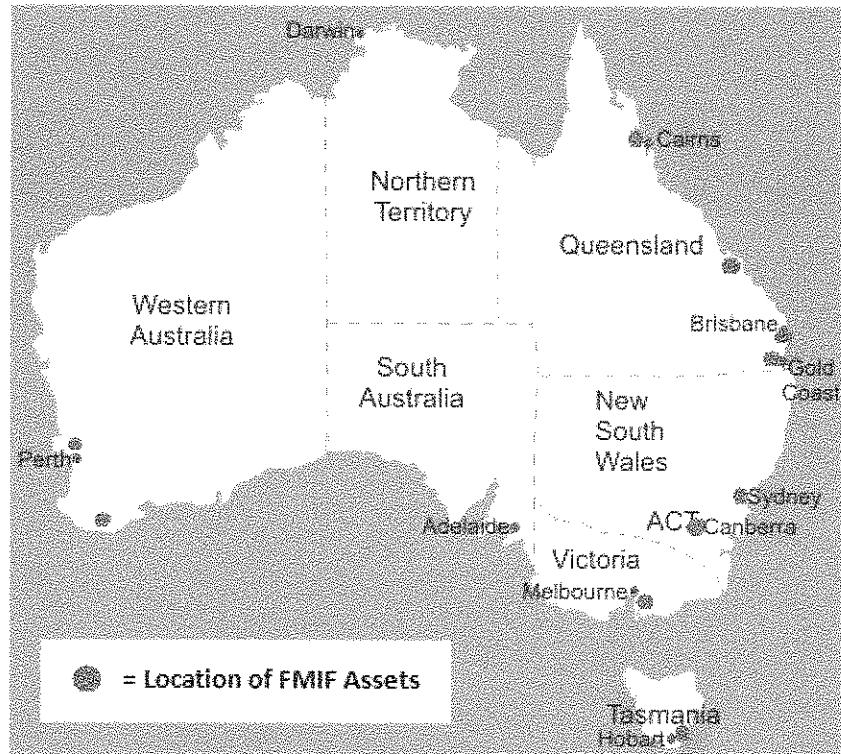 Darwin
Cairns
Northern
Territory
Queensland
Western
Australia
Brisbane
South
Australia
Gold
Coast
New
South
Wales
Perth
Sydney
Adelaide
ACT
Canberra
Victoria
Melbourne
= Location of FMIF Assets
Tasmania
Hobart